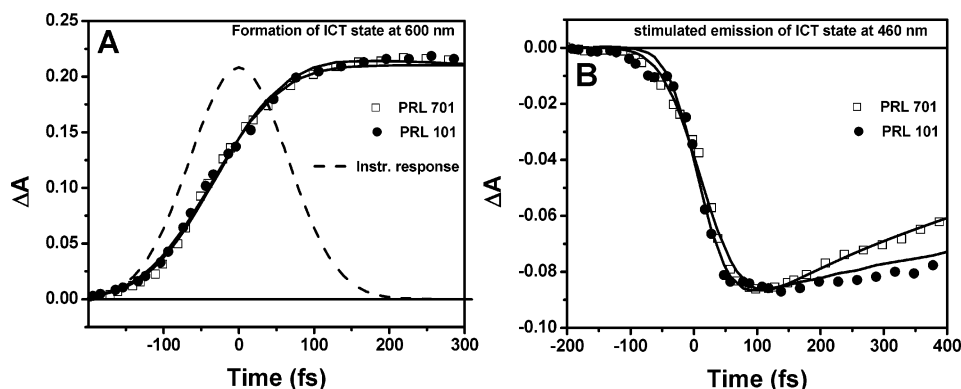 A
Formation of ICT state at 600 nm
PRL 701
PRL 101
Instr. response
0.25
0.20
0.15
0.10
0.05
0.00
ΔA
-100
0
100
200
300
Time (fs)
B
stimulated emission of ICT state at 460 nm
PRL 701
PRL 101
0.00
-0.02
-0.04
-0.06
-0.08
-0.10
ΔA
-200
-100
0
100
200
300
400
Time (fs)